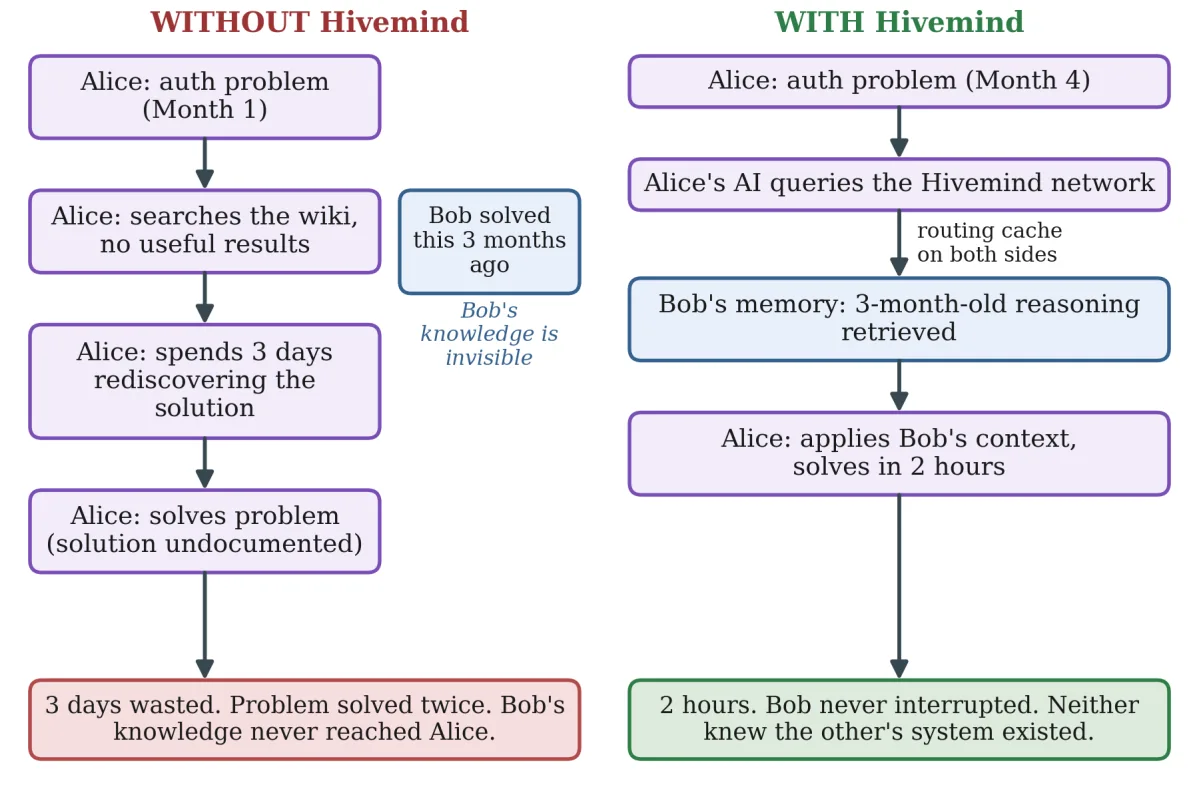 WITHOUT Hivemind
Alice: auth problem
(Month 1)
Alice: searches the wiki,
no useful results
Bob solved
this 3 months
ago
Bob's
knowledge is
invisible
Alice: spends 3 days
rediscovering the
solution
Alice: solves problem
(solution undocumented)
3 days wasted. Problem solved twice. Bob's
knowledge never reached Alice.
WITH Hivemind
Alice: auth problem (Month 4)
Alice's AI queries the Hivemind network
routing cache
on both sides
Bob's memory: 3-month-old reasoning
retrieved
Alice: applies Bob's context,
solves in 2 hours
2 hours. Bob never interrupted. Neither
knew the other's system existed.